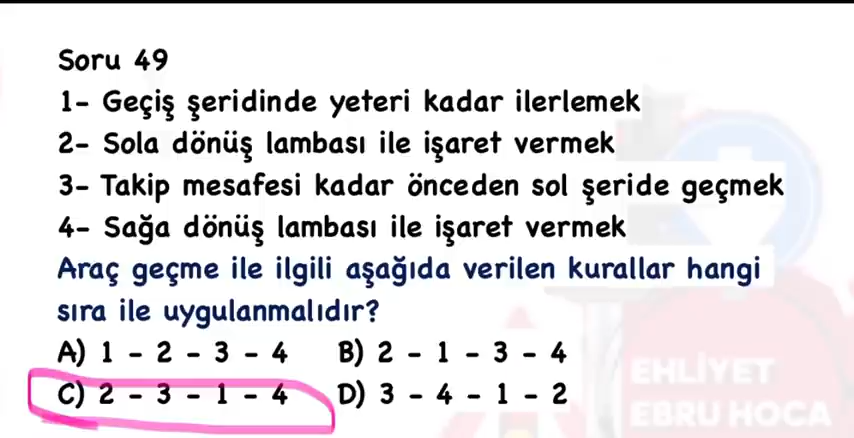 Soru 49
1- Geçiş şeridinde yeteri kadar ilerlemek
2- Sola dönüş lambası ile işaret vermek
3- Takip mesafesi kadar önceden sol şeride geçmek
4- Sağa dönüş lambası ile işaret vermek
Araç geçme ile ilgili aşağıda verilen kurallar hangi
sıra ile uygulanmalıdır?
A) 1 - 2 - 3 - 4 B) 2 - 1 - 3 - 4
C) 2 - 3 - 1 - 4 D) 3 - 4 - 1 - 2
EHLİYET
EBRU HOCA